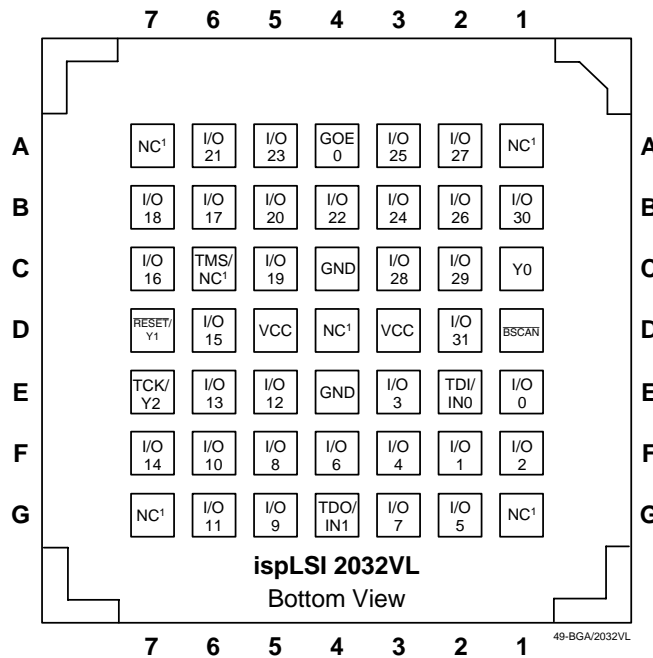 7 6 5 4 3 2 1
A NC¹ I/O 21 I/O 23 GOE 0 I/O 25 I/O 27 NC¹ A
B I/O 18 I/O 17 I/O 20 I/O 22 I/O 24 I/O 26 I/O 30 B
C I/O 16 TMS/ NC¹ I/O 19 GND I/O 28 I/O 29 Y0 C
D RESET/ Y1 I/O 15 VCC NC¹ VCC I/O 31 BSCAN D
E TCK/ Y2 I/O 13 I/O 12 GND I/O 3 TDI/ IN0 I/O 0 E
F I/O 14 I/O 10 I/O 8 I/O 6 I/O 4 I/O 1 I/O 2 F
G NC¹ I/O 11 I/O 9 TDO/ IN1 I/O 7 I/O 5 NC¹ G
ispLSI 2032VL
Bottom View
49-BGA/2032VL
7 6 5 4 3 2 1